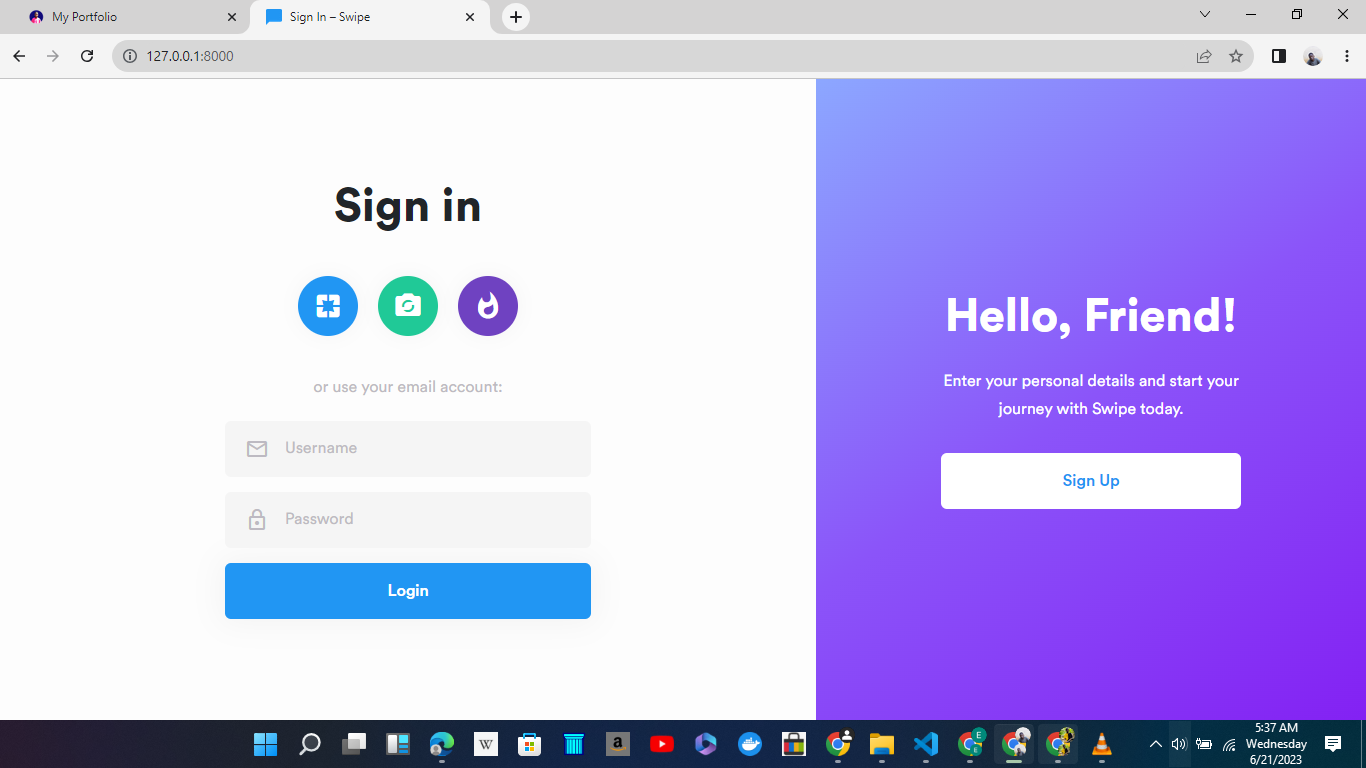 My Portfolio
Sign In – Swipe
127.0.0.1:8000
Sign in
or use your email account:
Username
Password
Login
Hello, Friend!
Enter your personal details and start your
journey with Swipe today.
Sign Up
W
a
E
5:37 AM
Wednesday
6/21/2023